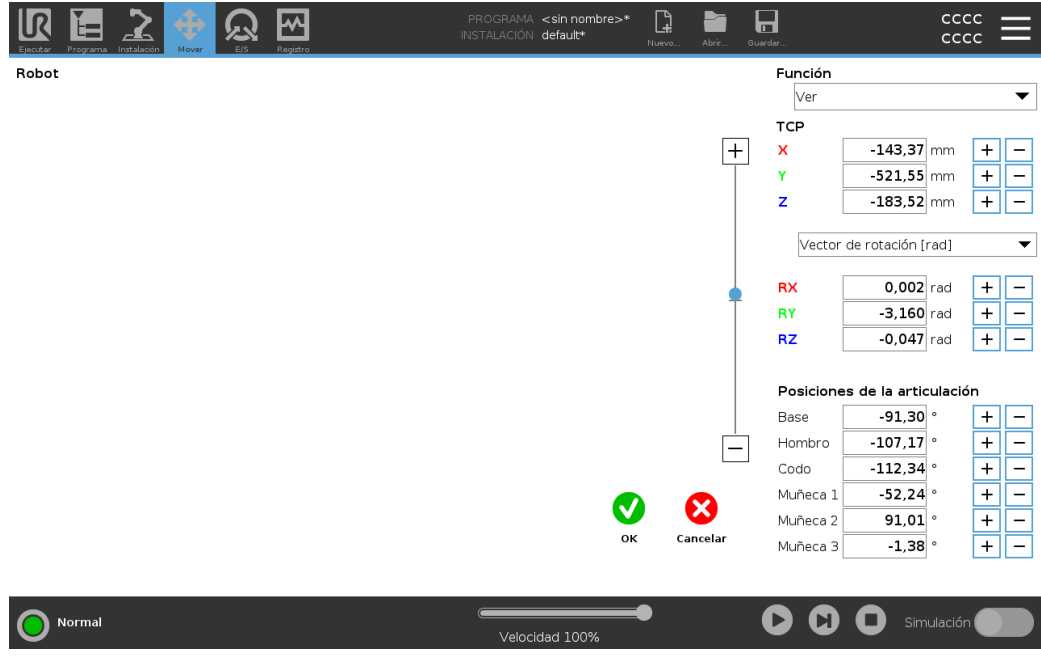 PROGRAMA <sin nombre>*
INSTALACIÓN default*
Nuevo... Abrir... Guardar...
CCCC
CCCC
Ejecutar Programa Instalación Mover E/S Registro
Robot
Función
Ver
TCP
X -143,37 mm + −
Y -521,55 mm + −
Z -183,52 mm + −
Vector de rotación [rad]
RX 0,002 rad + −
RY -3,160 rad + −
RZ -0,047 rad + −
Posiciones de la articulación
Base -91,30 ° + −
Hombro -107,17 ° + −
Codo -112,34 ° + −
Muñeca 1 -52,24 ° + −
Muñeca 2 91,01 ° + −
Muñeca 3 -1,38 ° + −
OK Cancelar
Normal
Velocidad 100%
Simulación